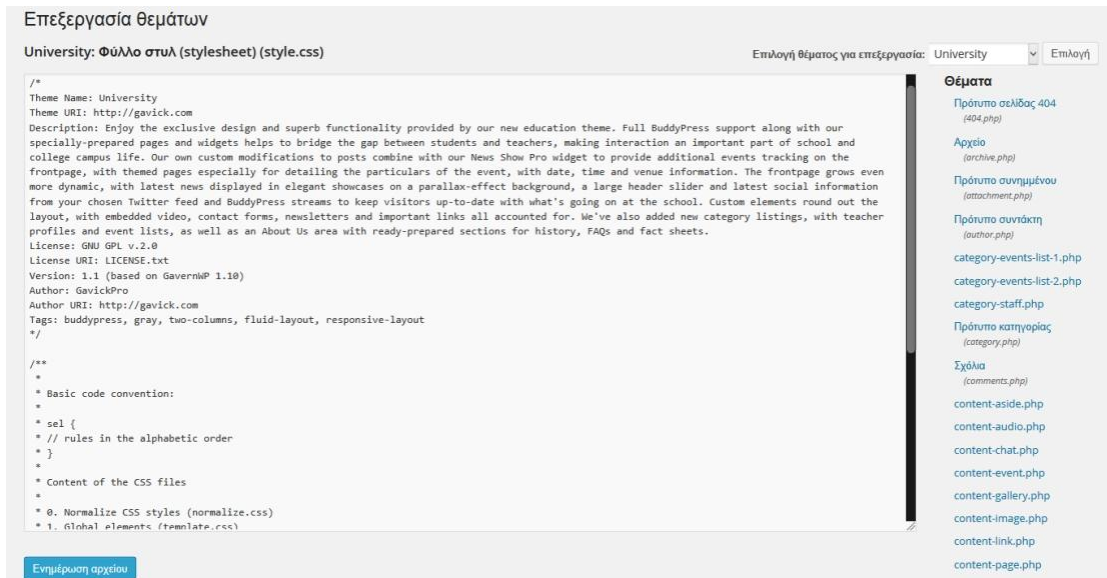 Επεξεργασία θεμάτων
University: Φύλλο στυλ (stylesheet) (style.css)
Επιλογή θέματος για επεξεργασία: University Επιλογή
/*
Theme Name: University
Theme URI: http://gavick.com
Description: Enjoy the exclusive design and superb functionality provided by our new education theme. Full BuddyPress support along with our
specially-prepared pages and widgets helps to bridge the gap between students and teachers, making interaction an important part of school and
college campus life. Our own custom modifications to posts combine with our News Show Pro widget to provide additional events tracking on the
frontpage, with themed pages especially for detailing the particulars of the event, with date, time and venue information. The frontpage grows even
more dynamic, with latest news displayed in elegant showcases on a parallax-effect background, a large header slider and latest social information
from your chosen Twitter feed and BuddyPress streams to keep visitors up-to-date with what's going on at the school. Custom elements round out the
layout, with embedded video, contact forms, newsletters and important links all accounted for. We've also added new category listings, with teacher
profiles and event lists, as well as an About Us area with ready-prepared sections for history, FAQs and fact sheets.
License: GNU GPL v.2.0
License URI: LICENSE.txt
Version: 1.1 (based on GavernWP 1.10)
Author: GavickPro
Author URI: http://gavick.com
Tags: buddypress, gray, two-columns, fluid-layout, responsive-layout
*/
/**
*
* Basic code convention:
*
* sel {
* // rules in the alphabetic order
* }
*
* Content of the CSS files
*
* 0. Normalize CSS styles (normalize.css)
* 1. Global elements (template.css)
Ενημέρωση αρχείου
Θέματα
Πρότυπο σελίδας 404
(404.php)
Αρχείο
(archive.php)
Πρότυπο συνημμένου
(attachment.php)
Πρότυπο συντάκτη
(author.php)
category-events-list-1.php
category-events-list-2.php
category-staff.php
Πρότυπο κατηγορίας
(category.php)
Σχόλια
(comments.php)
content-aside.php
content-audio.php
content-chat.php
content-event.php
content-gallery.php
content-image.php
content-link.php
content-page.php